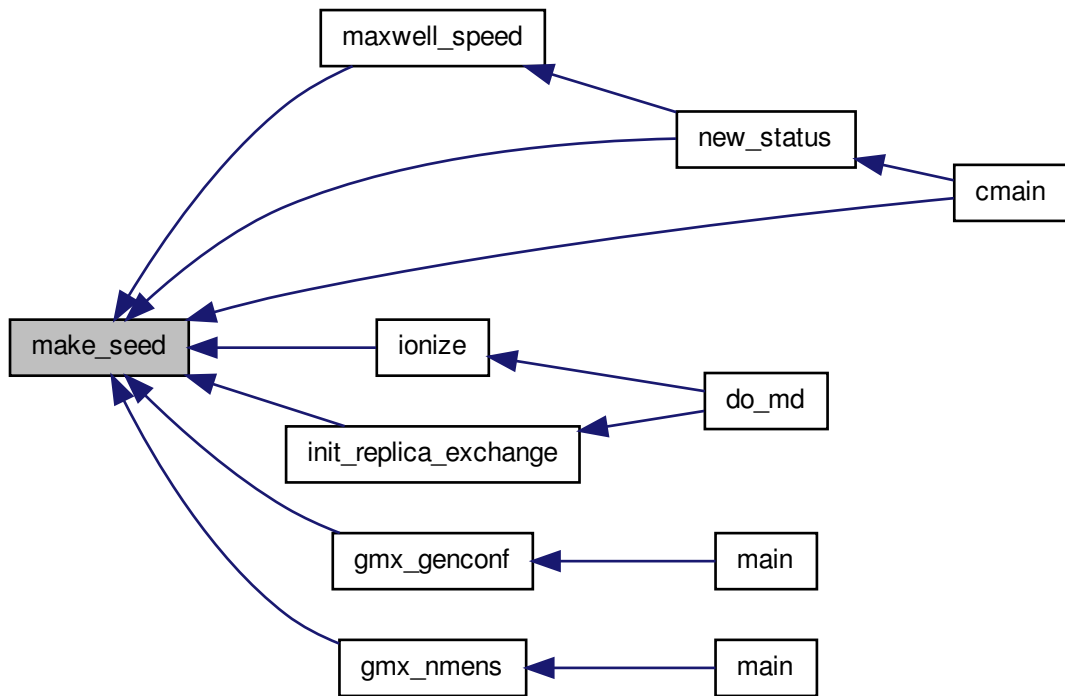 maxwell_speed
new_status
cmain
make_seed
ionize
do_md
init_replica_exchange
gmx_genconf
main
gmx_nmens
main